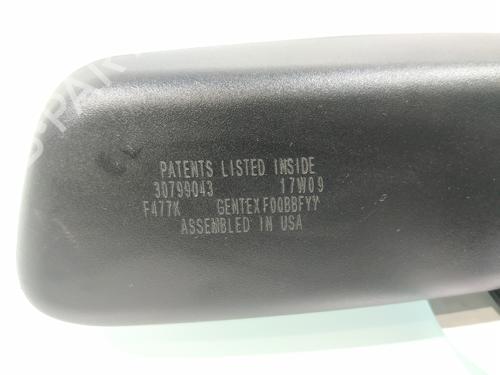 PATENTS LISTED INSIDE
30799043 17W09
F477K GENTEX F00BBFYY
ASSEMBLED IN USA